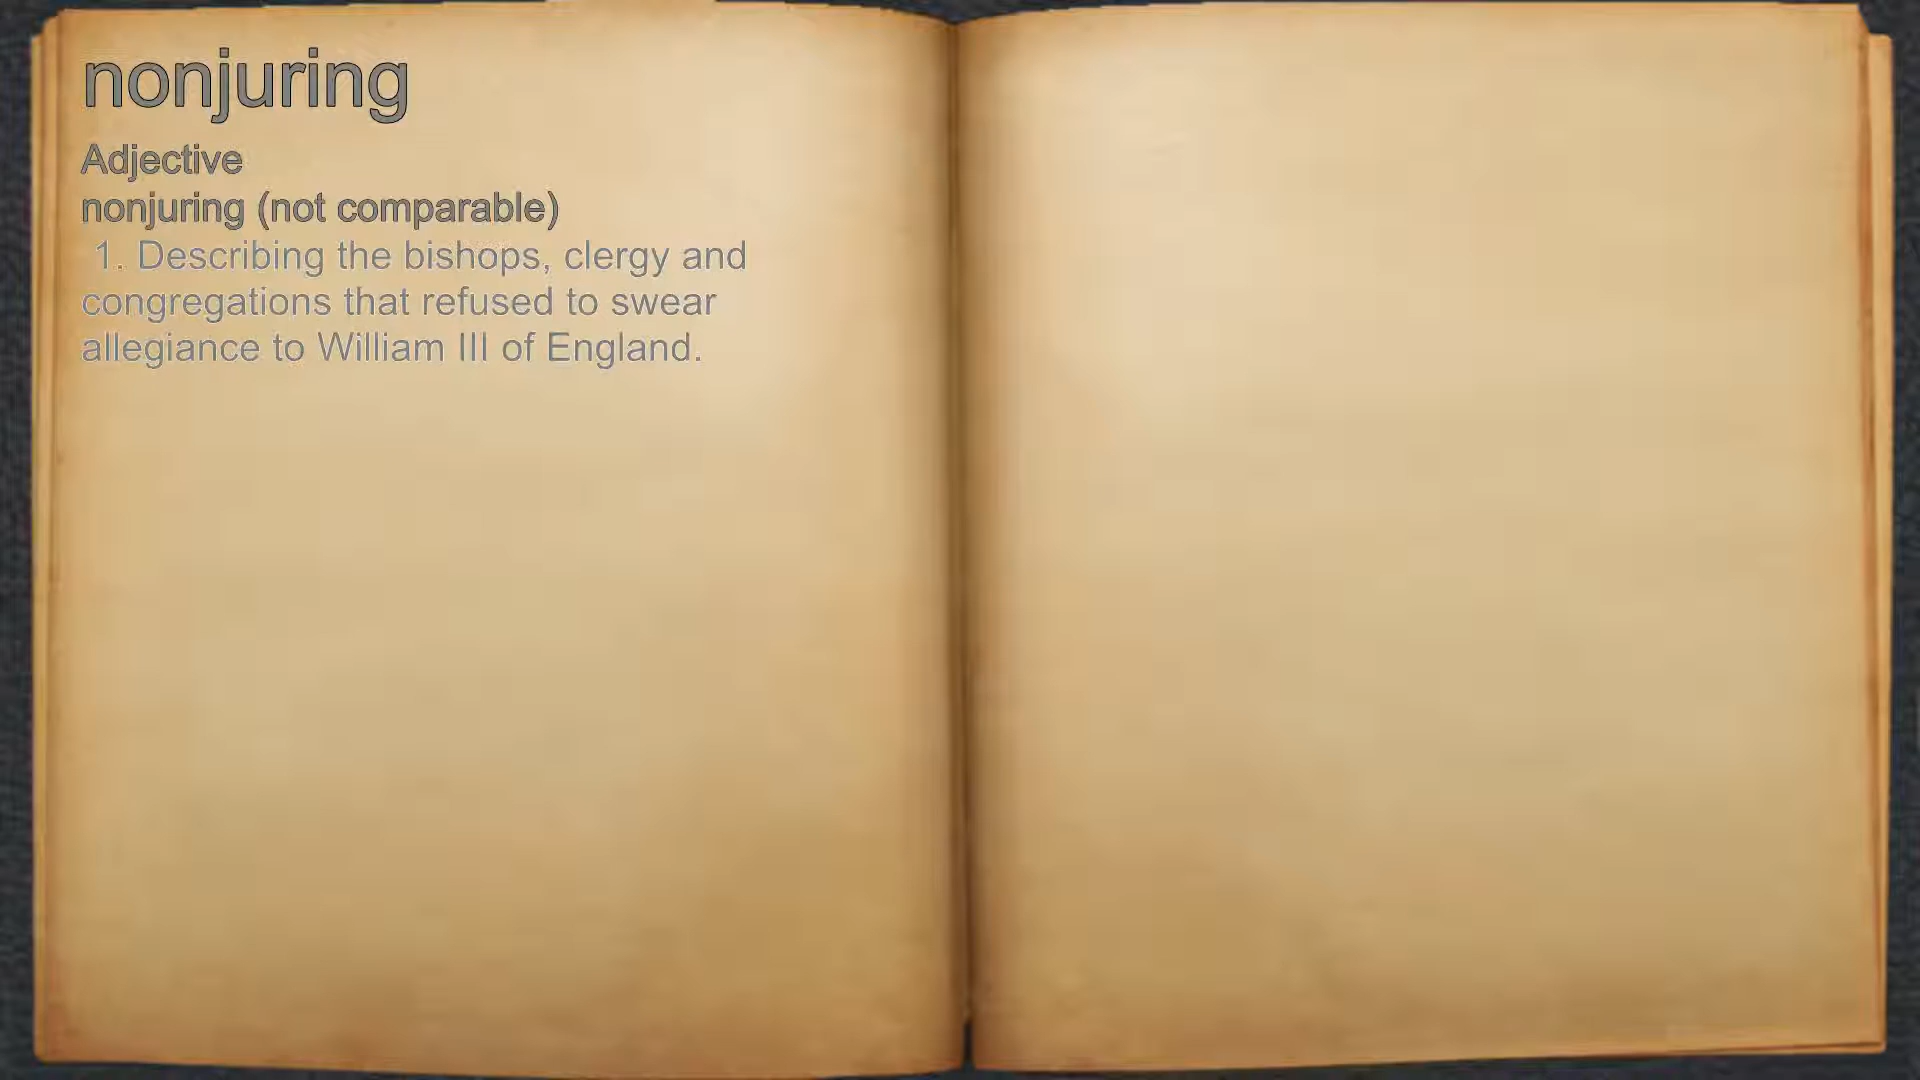 nonjuring
Adjective
nonjuring (not comparable)
1. Describing the bishops, clergy and
congregations that refused to swear
allegiance to William III of England.